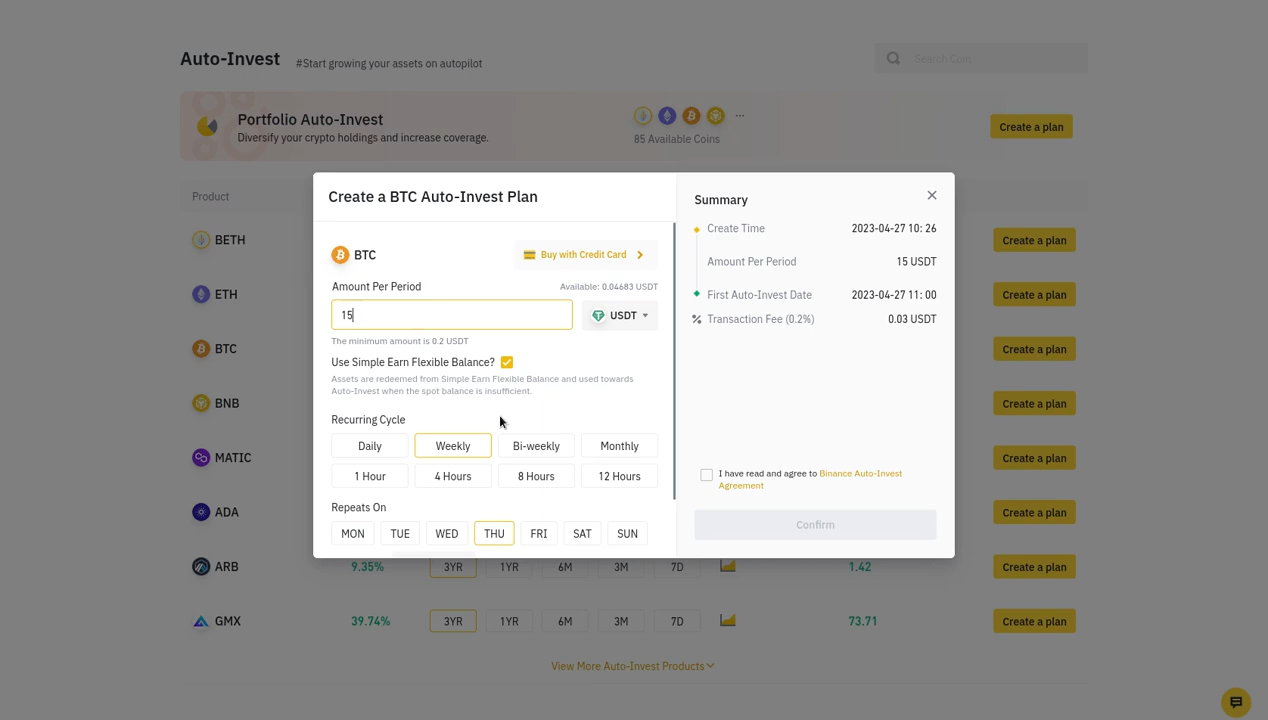 Auto-Invest #Start growing your assets on autopilot
Search Coin
Portfolio Auto-Invest
Diversify your crypto holdings and increase coverage.
...
85 Available Coins
Create a plan
Product
BETH
Create a plan
ETH
Create a plan
BTC
Create a plan
BNB
Create a plan
MATIC
Create a plan
ADA
Create a plan
ARB 9.35% 3YR 1YR 6M 3M 7D 1.42 Create a plan
GMX 39.74% 3YR 1YR 6M 3M 7D 73.71 Create a plan
View More Auto-Invest Products
Create a BTC Auto-Invest Plan
BTC Buy with Credit Card
Amount Per Period Available: 0.04683 USDT
15 USDT
The minimum amount is 0.2 USDT
Use Simple Earn Flexible Balance?
Assets are redeemed from Simple Earn Flexible Balance and used towards
Auto-Invest when the spot balance is insufficient.
Recurring Cycle
Daily Weekly Bi-weekly Monthly
1 Hour 4 Hours 8 Hours 12 Hours
Repeats On
MON TUE WED THU FRI SAT SUN
Summary
Create Time 2023-04-27 10: 26
Amount Per Period 15 USDT
First Auto-Invest Date 2023-04-27 11: 00
Transaction Fee (0.2%) 0.03 USDT
I have read and agree to Binance Auto-Invest
Agreement
Confirm